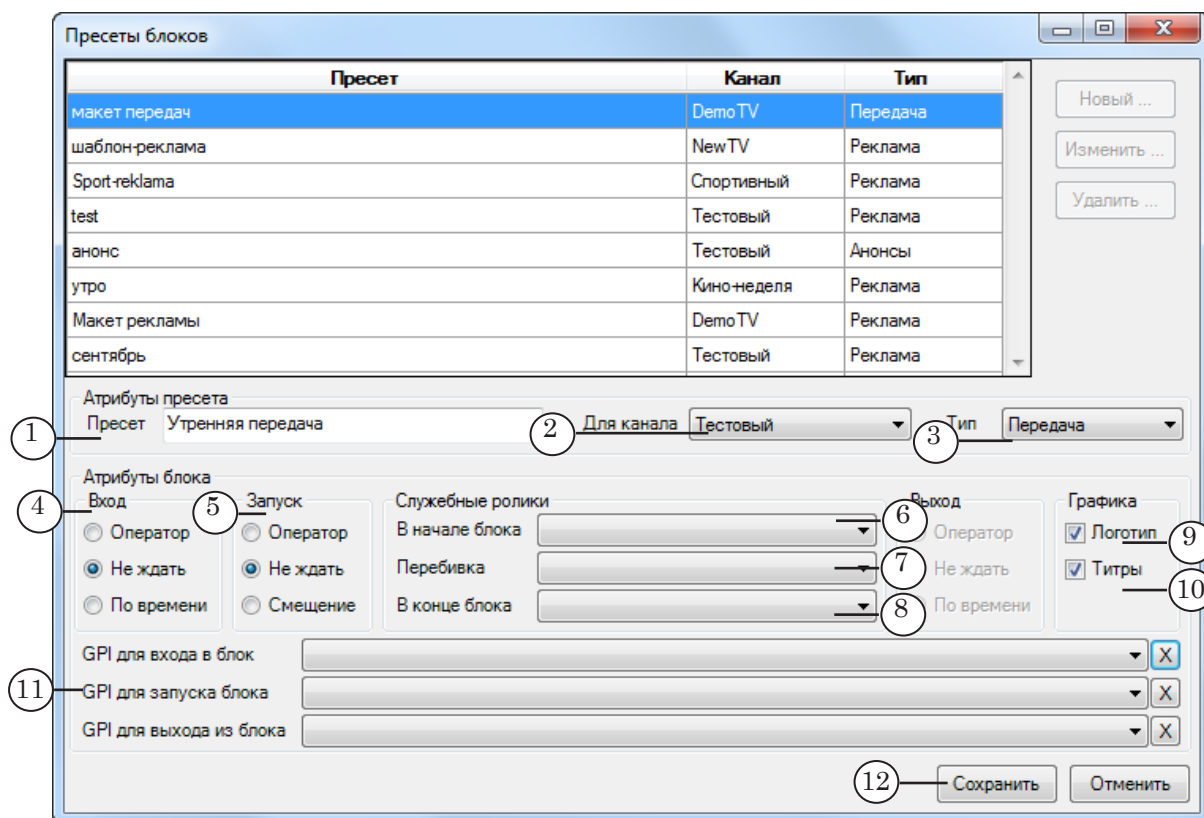 Пресеты блоков
Пресет Канал Тип
макет передач DemoTV Передача
Новый ...
шаблон-реклама NewTV Реклама
Изменить ...
Sport-reklama Спортивный Реклама
Удалить ...
test Тестовый Реклама
анонс Тестовый Анонсы
утро Кино-неделя Реклама
Макет рекламы DemoTV Реклама
сентябрь Тестовый Реклама
Атрибуты пресета
1 Пресет Утренняя передача 2 Для канала Тестовый 3 Тип Передача
Атрибуты блока
4 Вход 5 Запуск Служебные ролики Выход Графика
Оператор Оператор В начале блока 6 Оператор Логотип 9
Не ждать Не ждать Перебивка 7 Не ждать Титры
По времени Смещение В конце блока 8 По времени 10
GPI для входа в блок X
11 GPI для запуска блока X
GPI для выхода из блока X
12 Сохранить Отменить